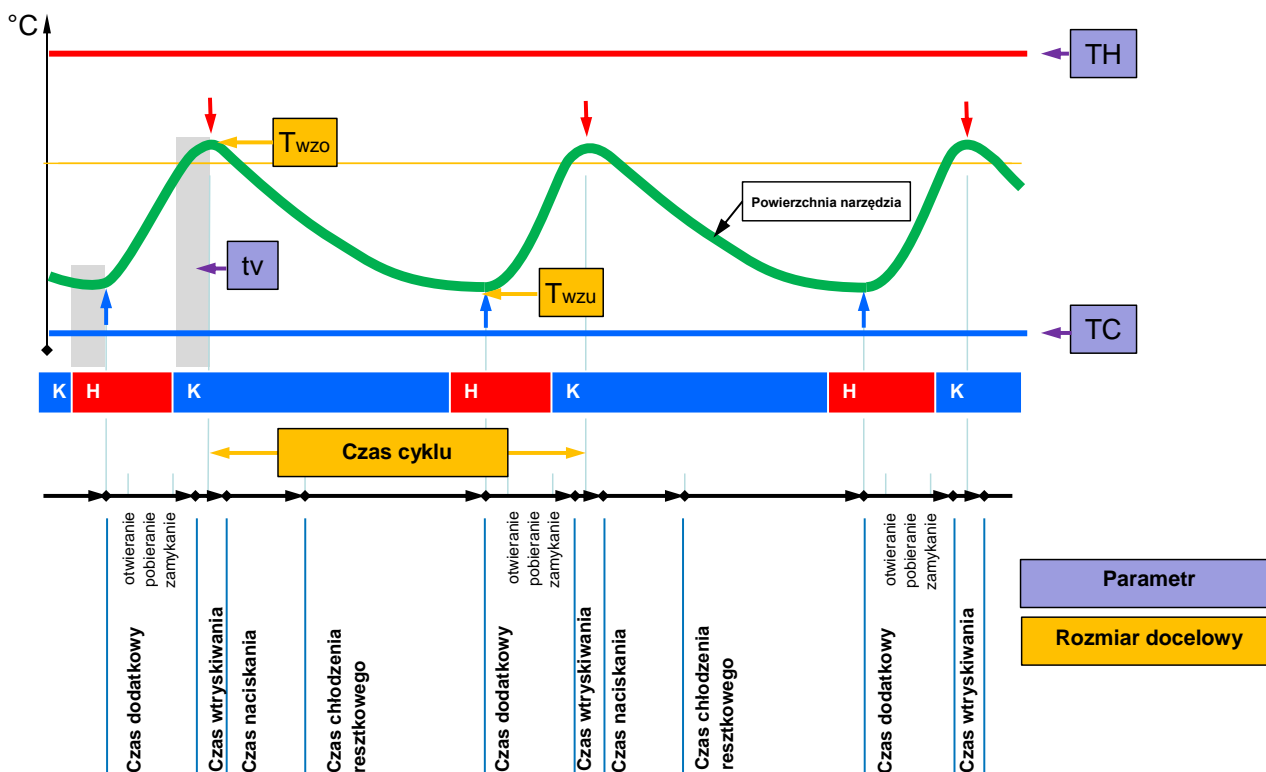 °C
TH
Twzo
Powierzchnia narzędzia
tv
Twzu
TC
K H K H K H K
Czas cyklu
otwieranie
pobieranie
zamykanie
otwieranie
pobieranie
zamykanie
otwieranie
pobieranie
zamykanie
Parametr
Rozmiar docelowy
Czas dodatkowy
Czas wtryskiwania
Czas naciskania
Czas chłodzenia
resztkowego
Czas dodatkowy
Czas wtryskiwania
Czas naciskania
Czas chłodzenia
resztkowego
Czas dodatkowy
Czas wtryskiwania